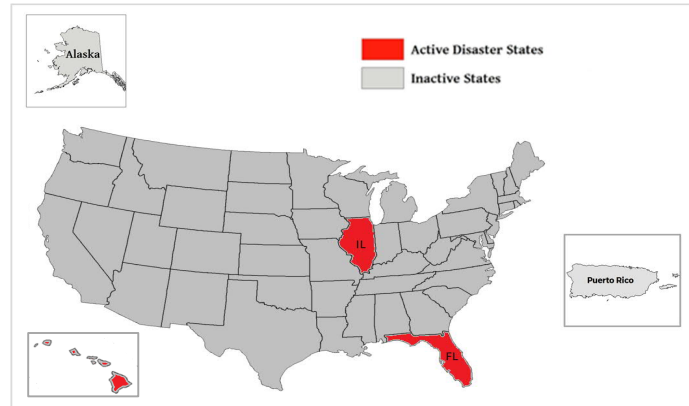 Alaska
Active Disaster States
Inactive States
IL
Puerto Rico
FL